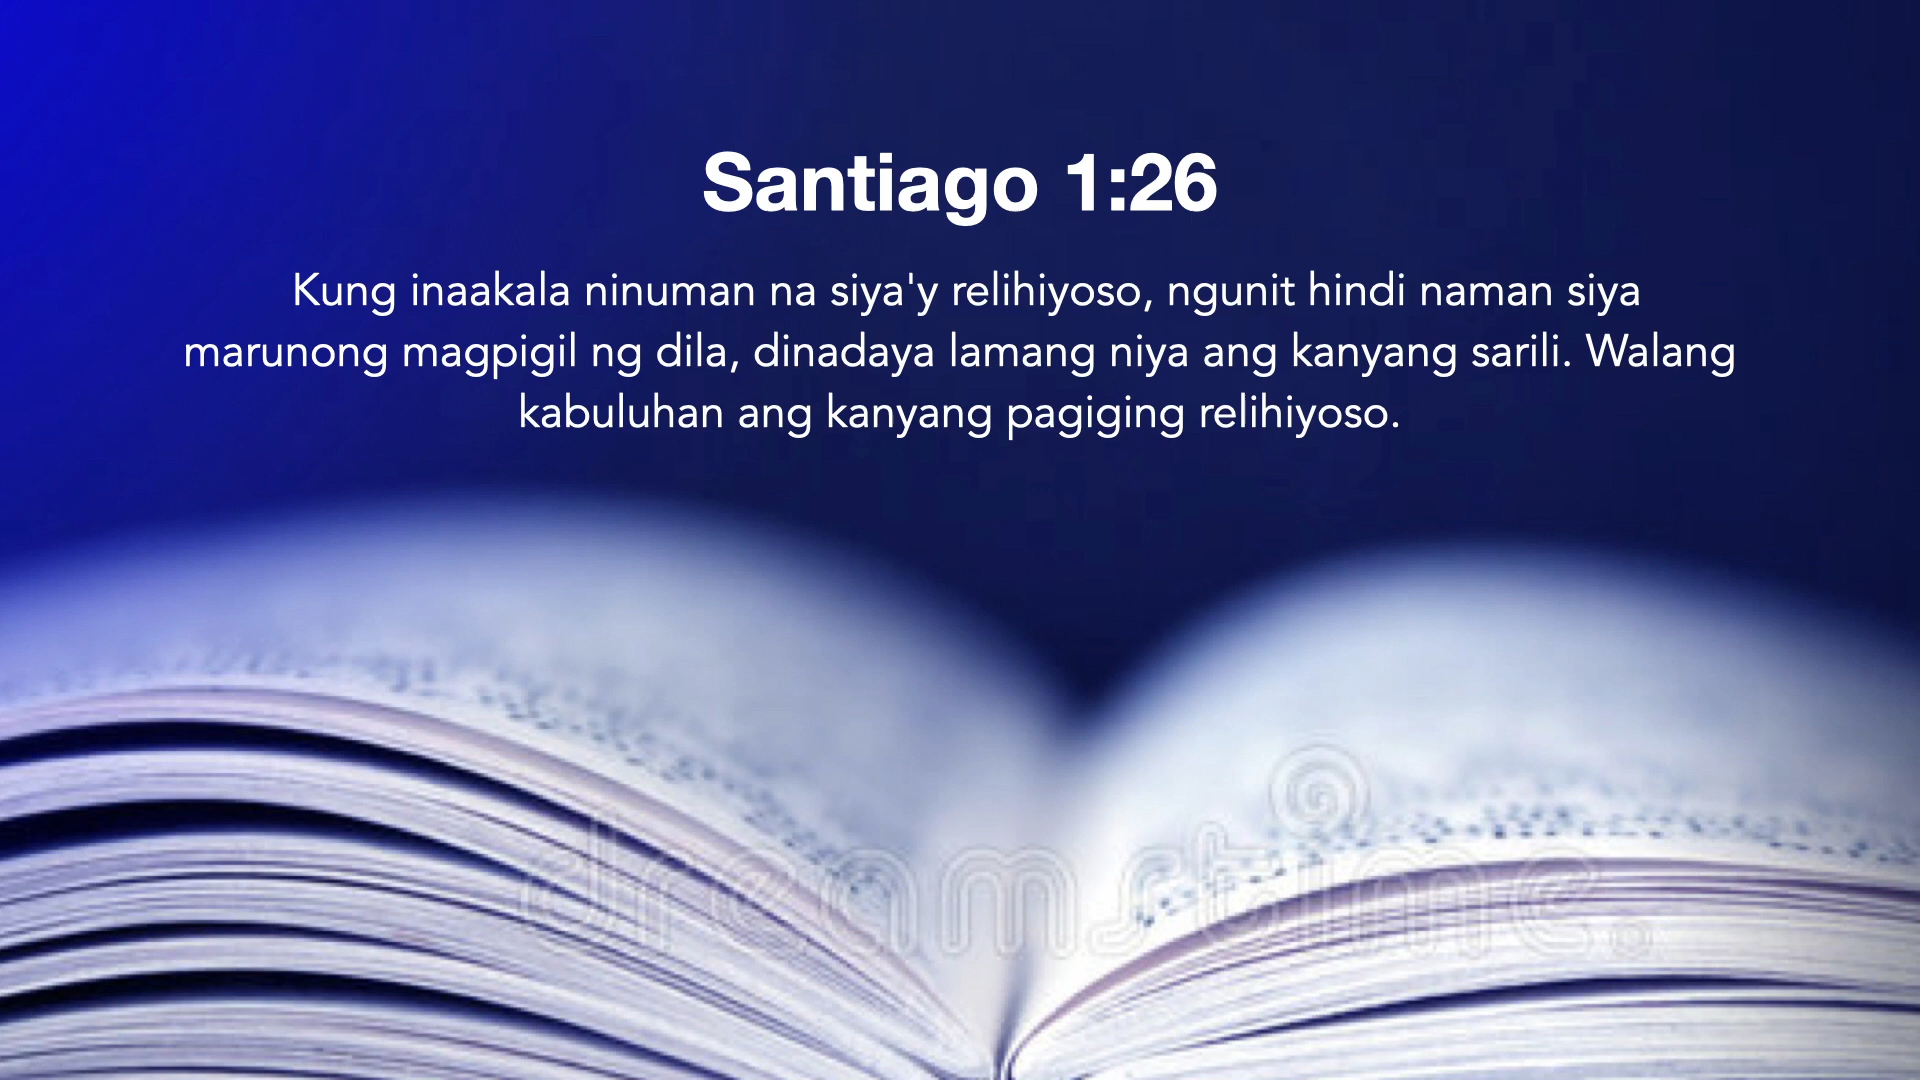 Santiago 1:26
Kung inaakala ninuman na siya'y relihiyoso, ngunit hindi naman siya
marunong magpigil ng dila, dinadaya lamang niya ang kanyang sarili. Walang
kabuluhan ang kanyang pagiging relihiyoso.
dreamstime